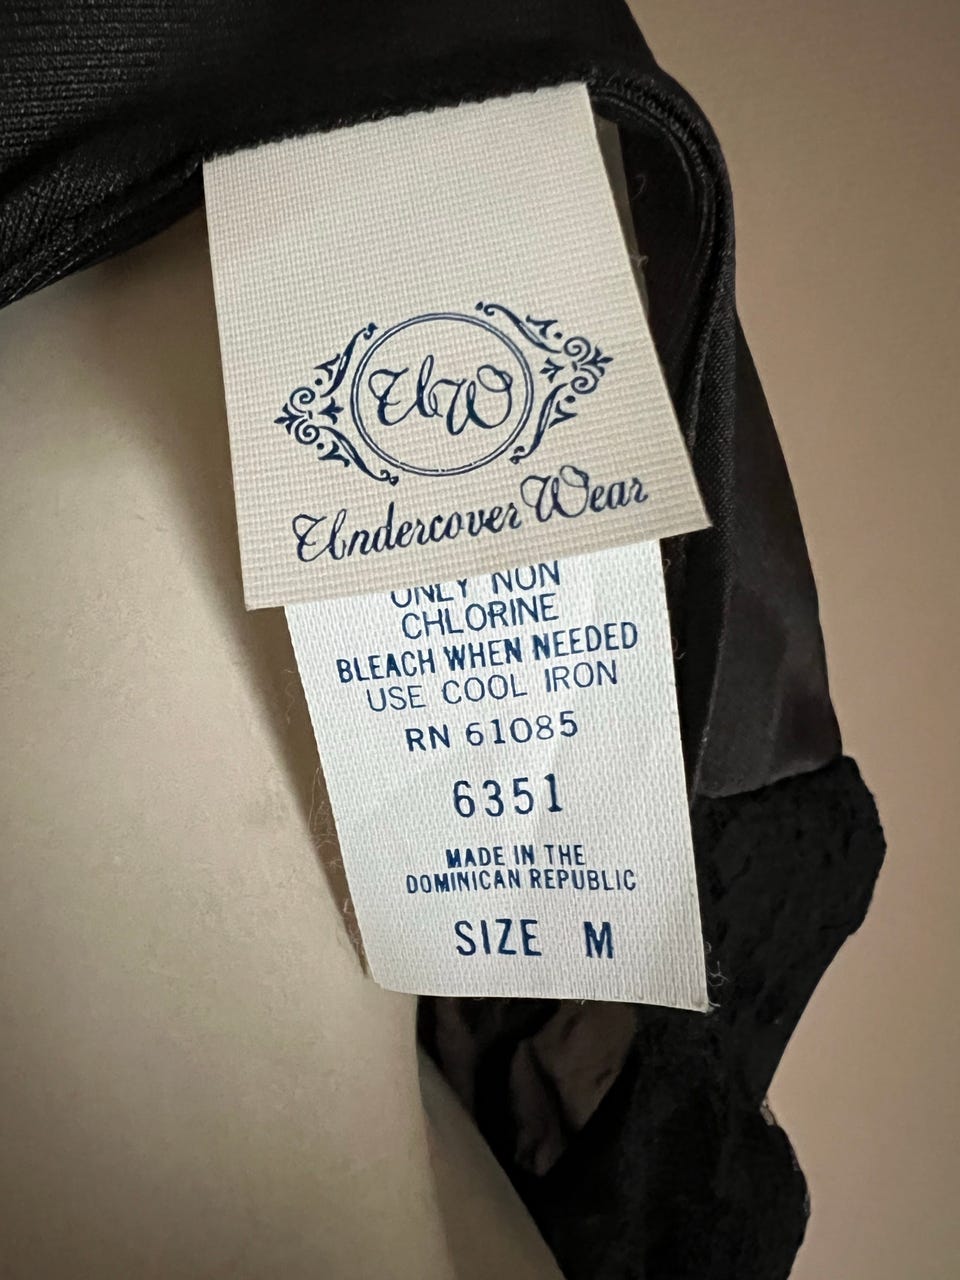 UW
Undercover Wear
ONLY NON
CHLORINE
BLEACH WHEN NEEDED
USE COOL IRON
RN 61085
6351
MADE IN THE
DOMINICAN REPUBLIC
SIZE M